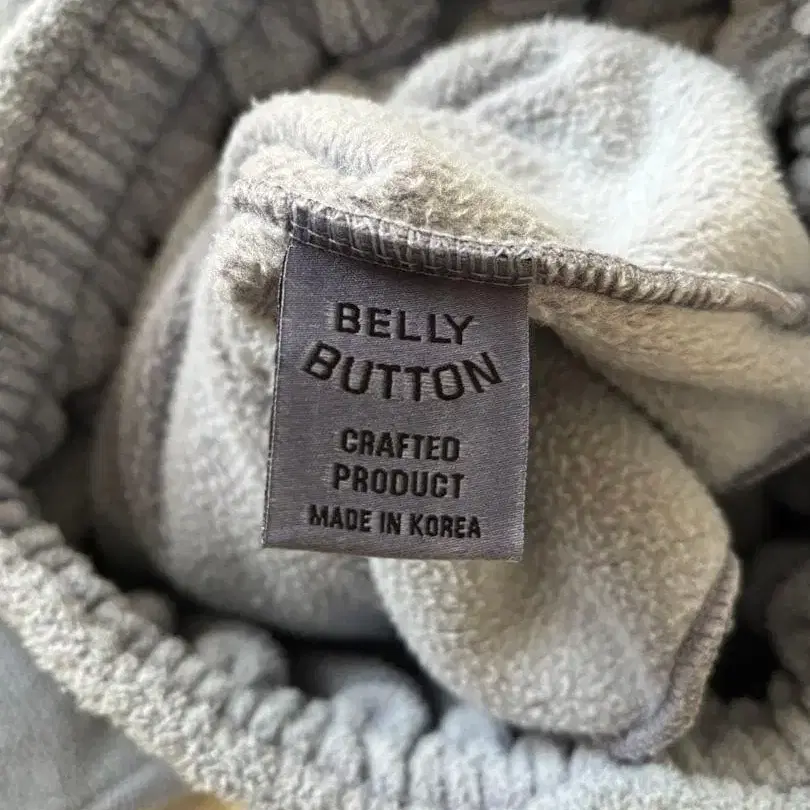 BELLY
BUTTON
CRAFTED
PRODUCT
MADE IN KOREA